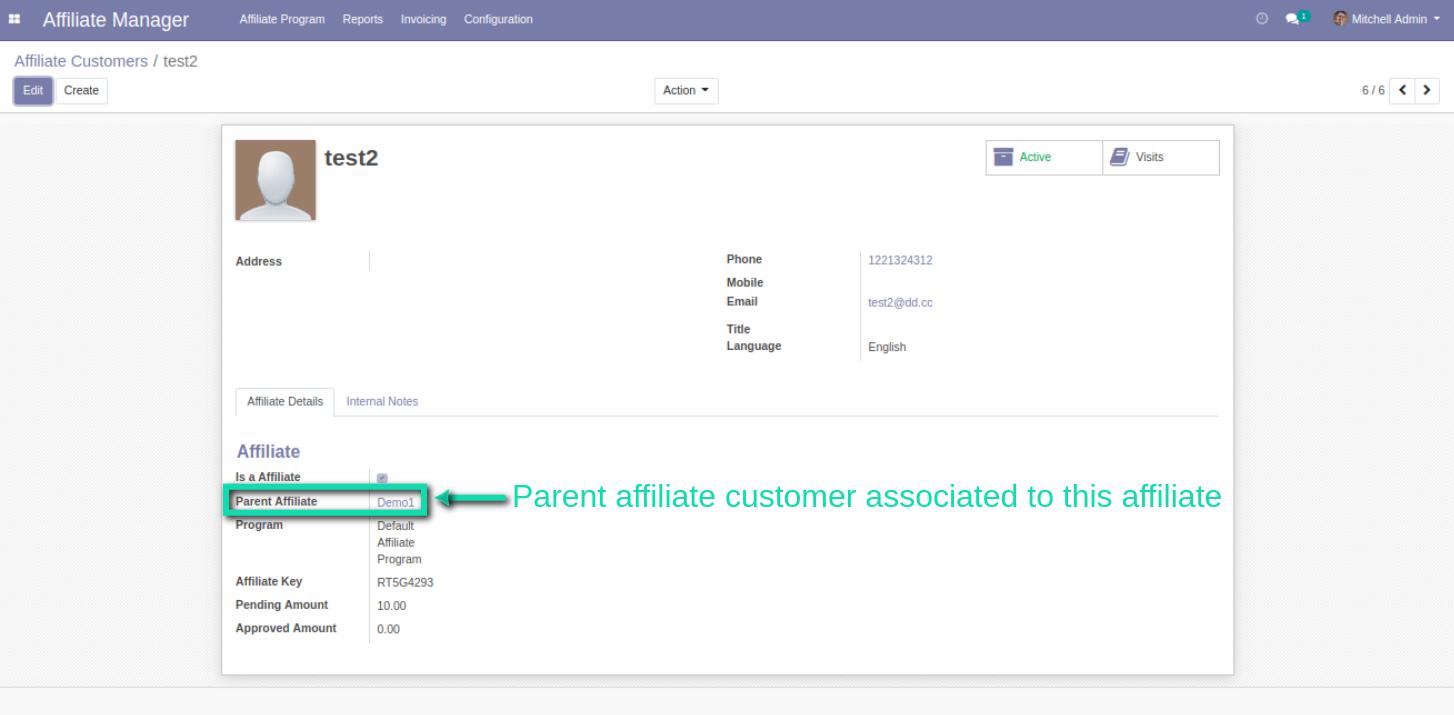 Affiliate Manager Affiliate Program Reports Invoicing Configuration 1 Mitchell Admin
Affiliate Customers / test2
Edit Create Action 6 / 6
test2
Active Visits
Address
Phone 1221324312
Mobile
Email test2@dd.cc
Title
Language English
Affiliate Details Internal Notes
Affiliate
Is a Affiliate
Parent Affiliate Demo1 Parent affiliate customer associated to this affiliate
Program Default
Affiliate
Program
Affiliate Key RT5G4293
Pending Amount 10.00
Approved Amount 0.00